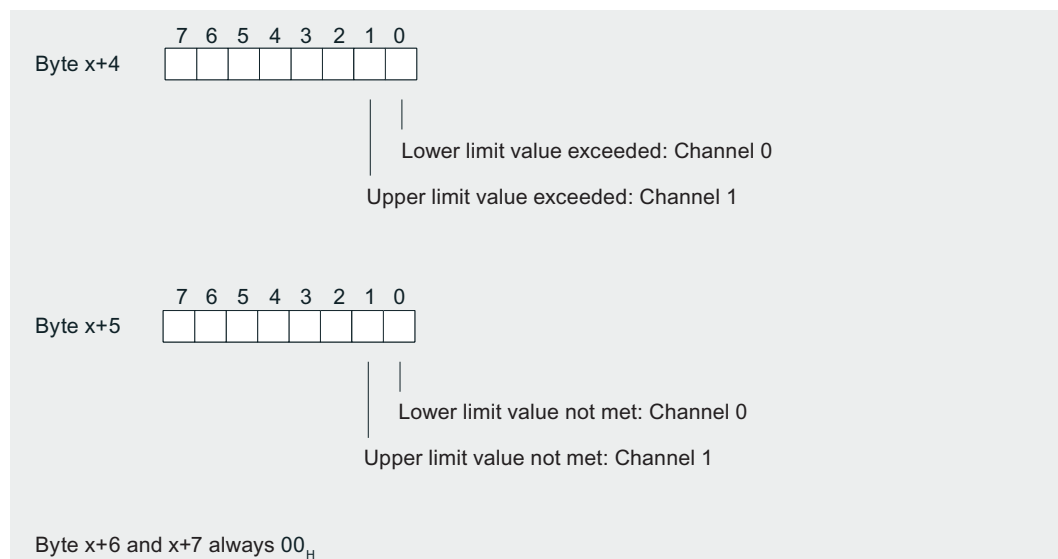 7 6 5 4 3 2 1 0
Byte x+4
Lower limit value exceeded: Channel 0
Upper limit value exceeded: Channel 1
7 6 5 4 3 2 1 0
Byte x+5
Lower limit value not met: Channel 0
Upper limit value not met: Channel 1
Byte x+6 and x+7 always 00H